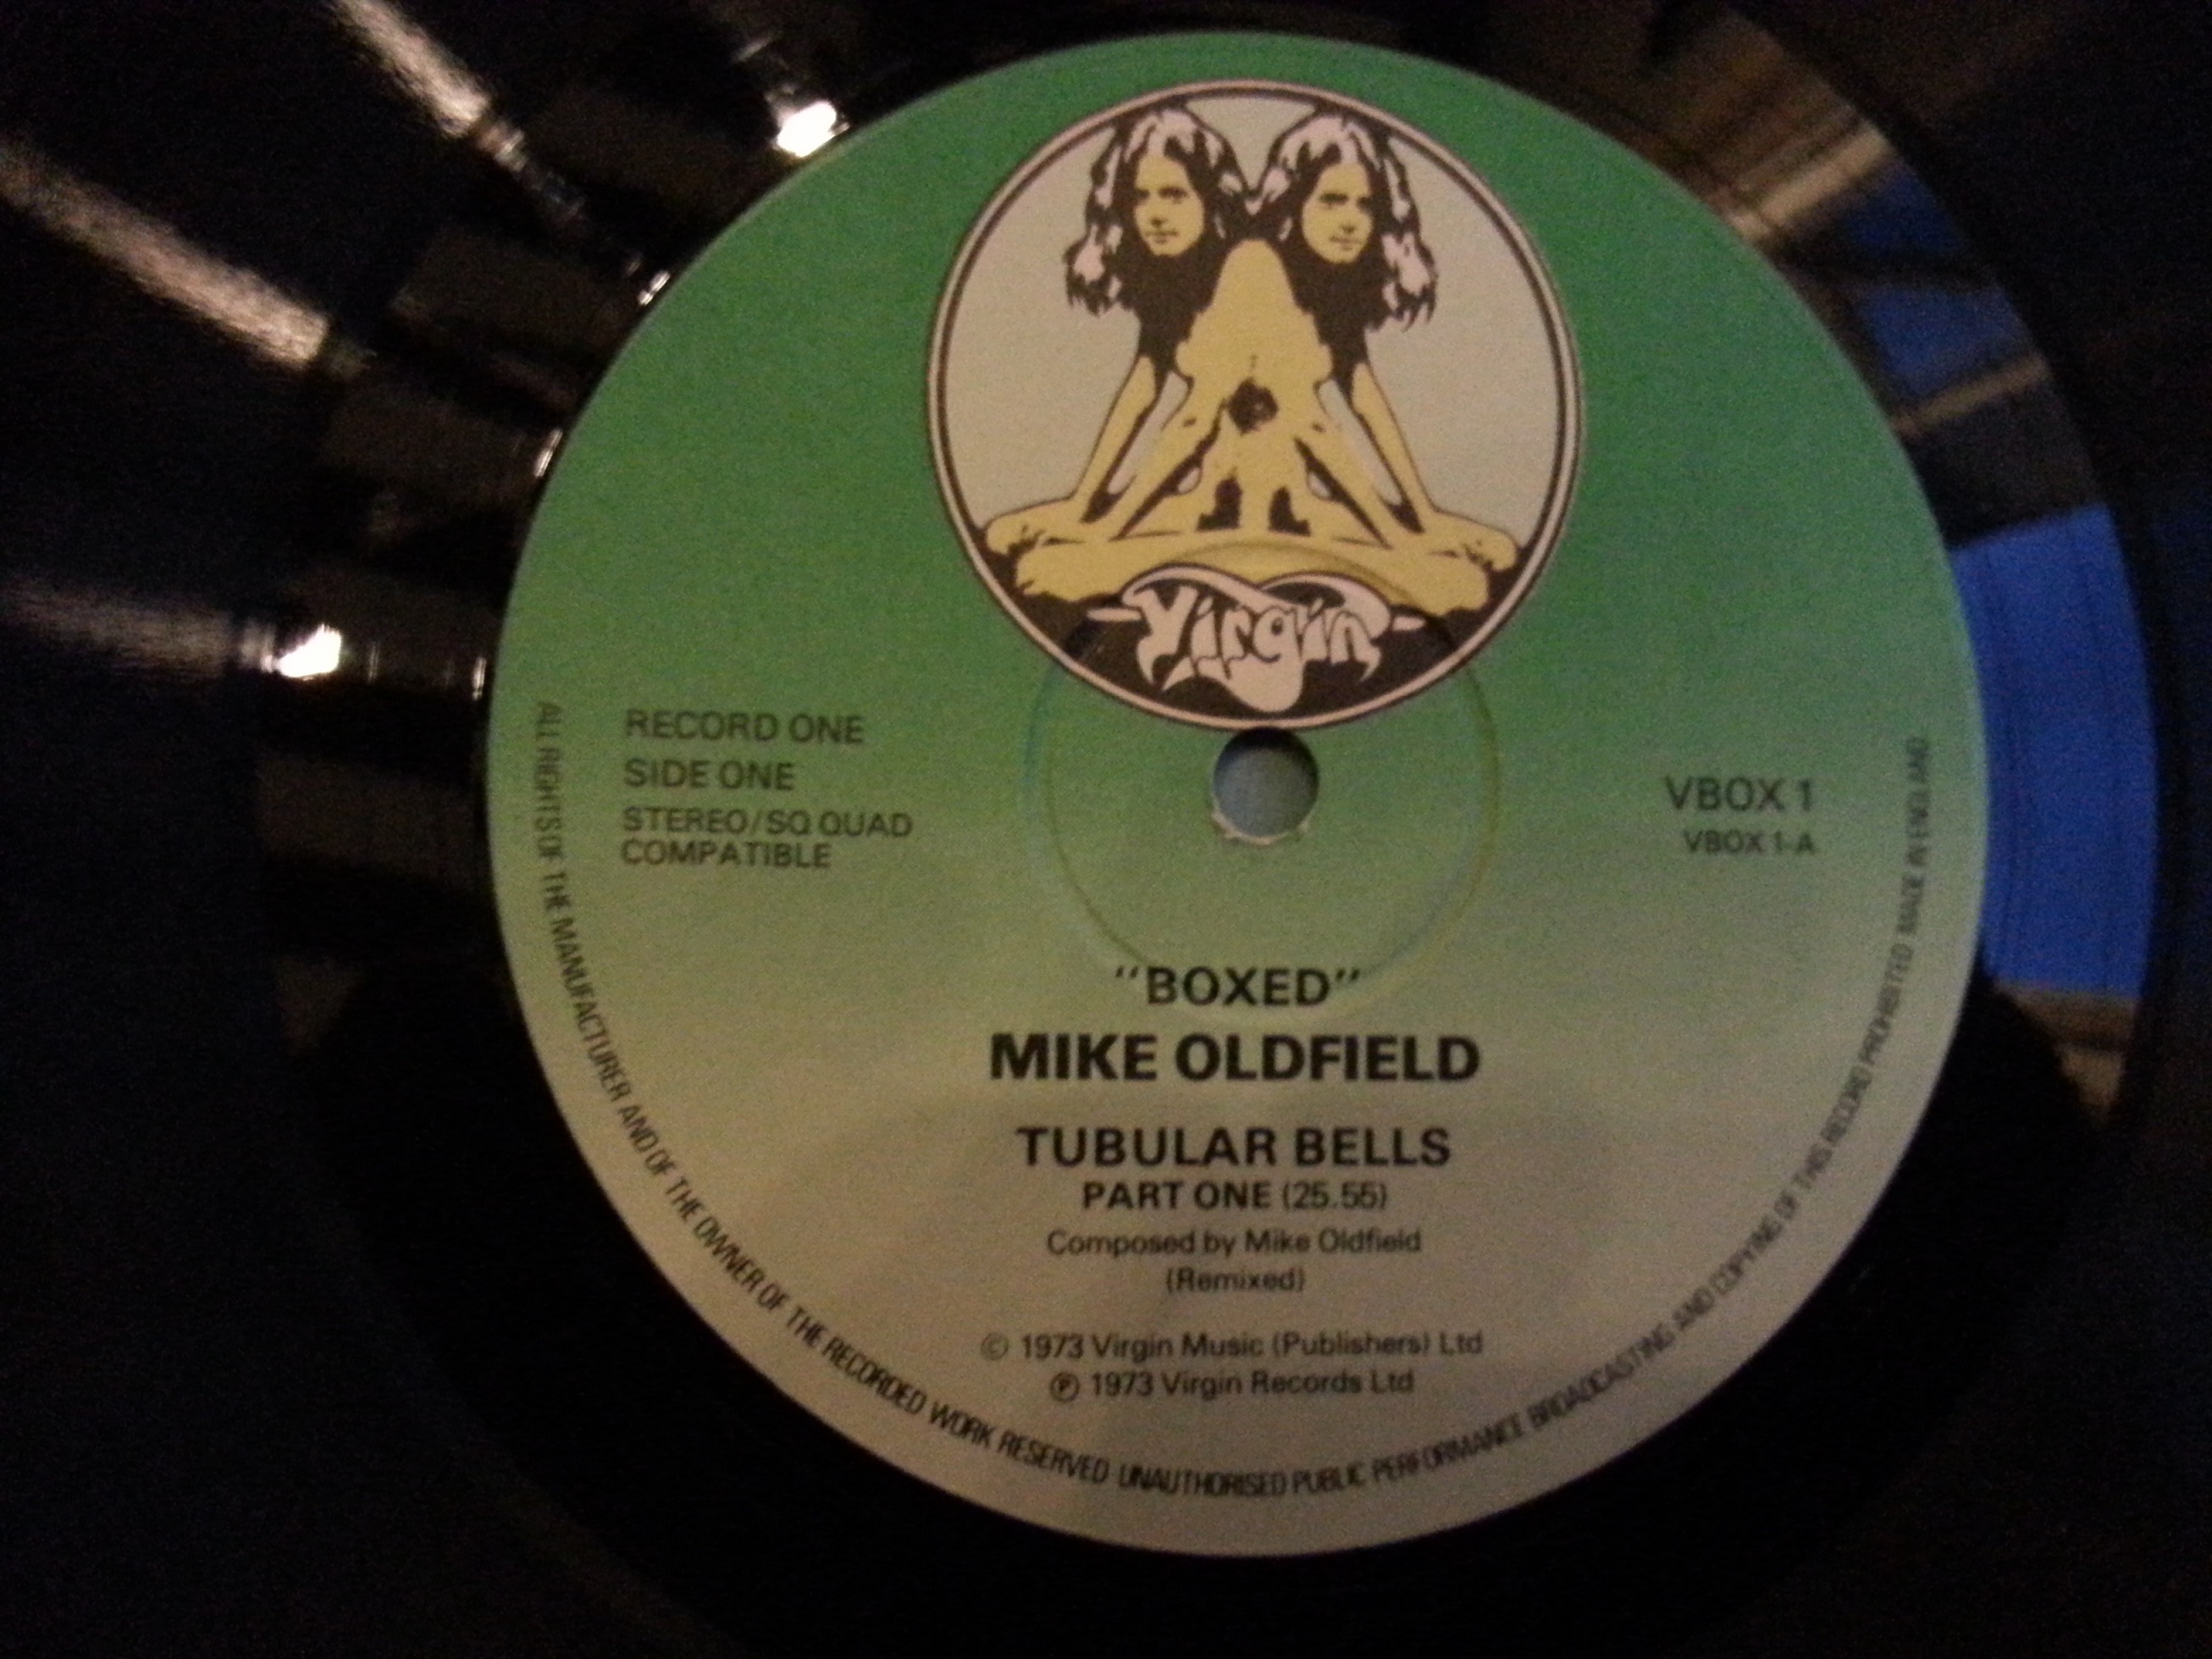 Virgin
RECORD ONE
SIDE ONE
STEREO/SQ QUAD
COMPATIBLE
VBOX 1
VBOX 1-A
"BOXED"
MIKE OLDFIELD
TUBULAR BELLS
PART ONE (25.55)
Composed by Mike Oldfield
(Remixed)
© 1973 Virgin Music (Publishers) Ltd
℗ 1973 Virgin Records Ltd
ALL RIGHTS OF THE MANUFACTURER AND OF THE OWNER OF THE RECORDED WORK RESERVED UNAUTHORISED PUBLIC PERFORMANCE BROADCASTING AND COPYING OF THIS RECORD PROHIBITED MADE IN ENGLAND